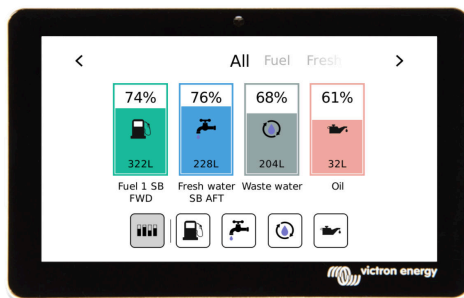 All Fuel Fresh
74% 76% 68% 61%
322L 228L 204L 32L
Fuel 1 SB Fresh water Waste water Oil
FWD SB AFT
victron energy